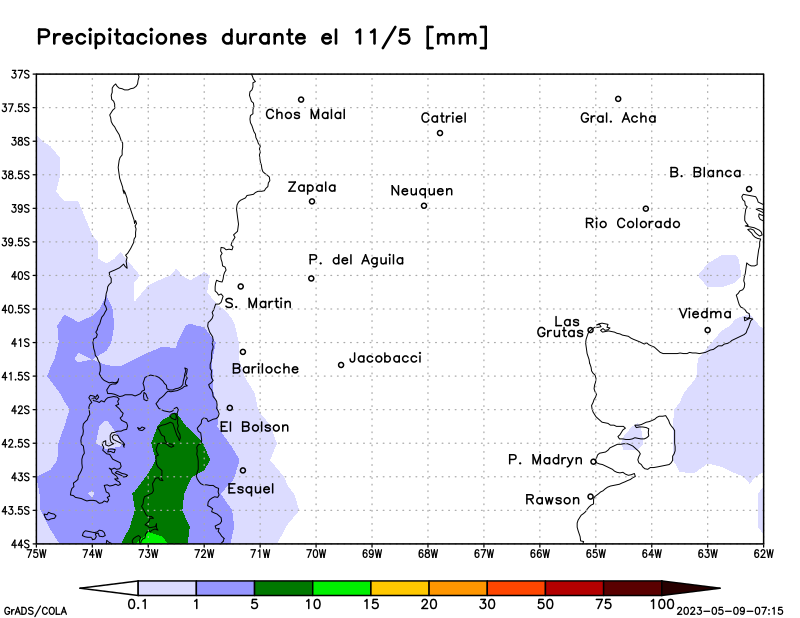 Precipitaciones durante el 11/5 [mm]
37S
37.5S
38S
38.5S
39S
39.5S
40S
40.5S
41S
41.5S
42S
42.5S
43S
43.5S
44S
Chos Malal
Catriel
Gral. Acha
B. Blanca
Zapala
Neuquen
Rio Colorado
P. del Aguila
S. Martin
Las
Grutas
Viedma
Bariloche
Jacobacci
El Bolson
Esquel
P. Madryn
Rawson
75W 74W 73W 72W 71W 70W 69W 68W 67W 66W 65W 64W 63W 62W
0.1 1 5 10 15 20 30 50 75 100
GrADS/COLA
2023-05-09-07:15